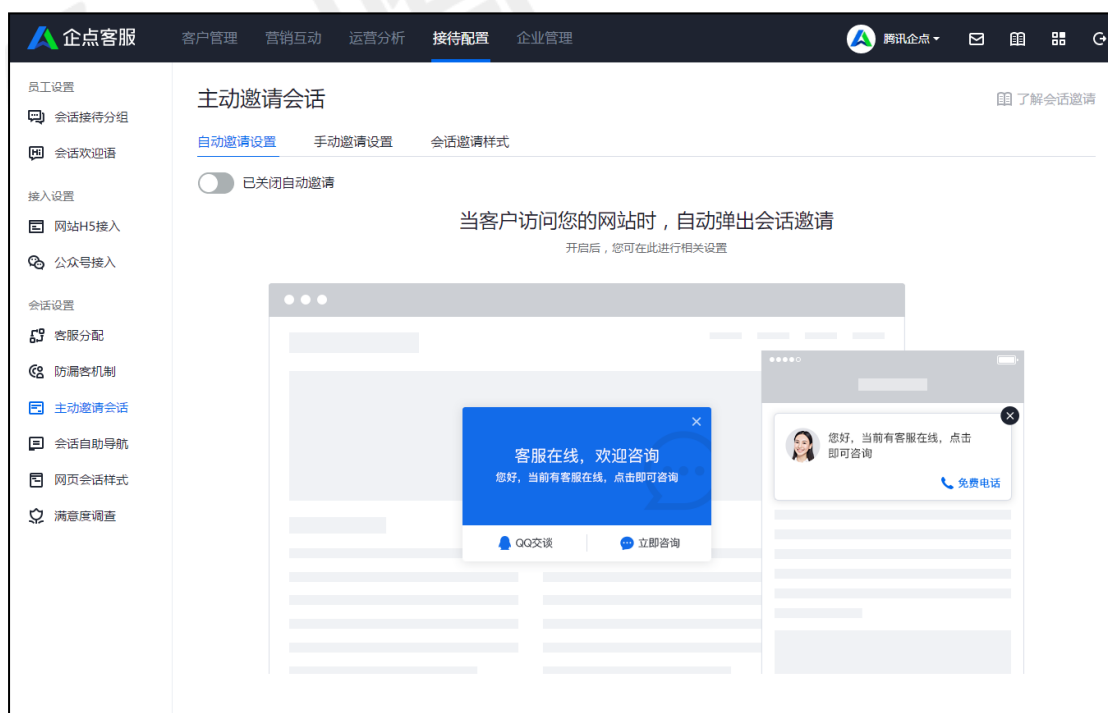 企点客服
客户管理 营销互动 运营分析 接待配置 企业管理
腾讯企点
员工设置
会话接待分组
Hi 会话欢迎语
接入设置
网站H5接入
公众号接入
会话设置
客服分配
防漏客机制
主动邀请会话
会话自助导航
网页会话样式
满意度调查
主动邀请会话
了解会话邀请
自动邀请设置 手动邀请设置 会话邀请样式
已关闭自动邀请
当客户访问您的网站时，自动弹出会话邀请
开启后，您可在此进行相关设置
客服在线，欢迎咨询
您好，当前有客服在线，点击即可咨询
QQ交谈 立即咨询
您好，当前有客服在线，点击
即可咨询
免费电话